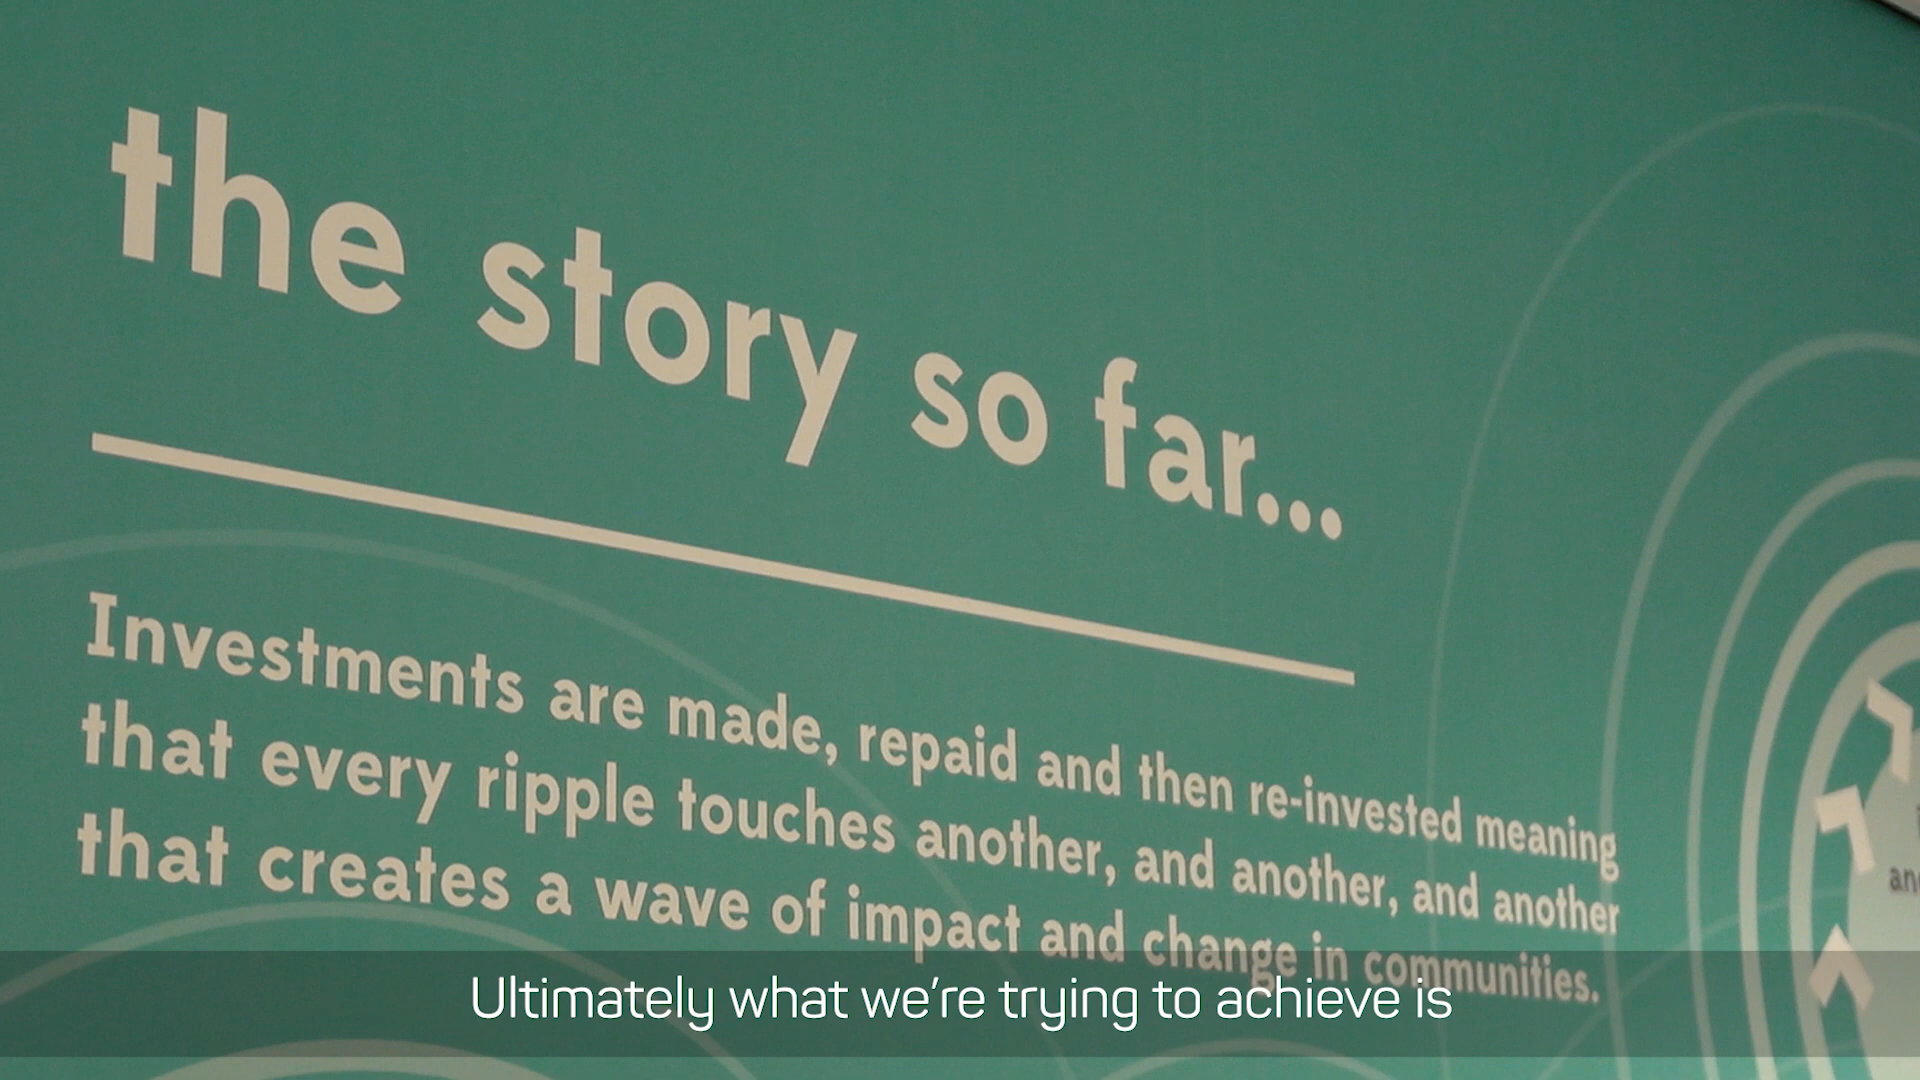 the story so far...
Investments are made, repaid and then re-invested meaning
that every ripple touches another, and another, and another
that creates a wave of impact and change in communities.
Ultimately what we're trying to achieve is